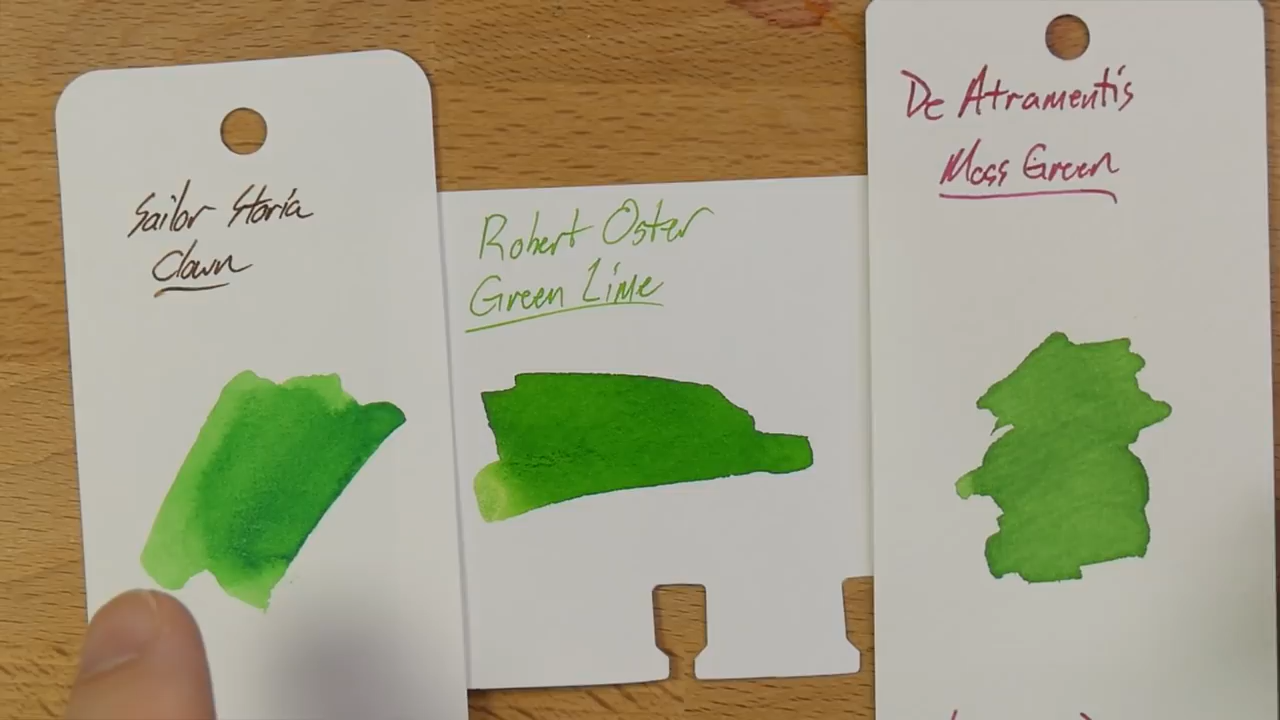 Sailor Storia
Clown
Robert Oster
Green Lime
De Atramentis
Moss Green